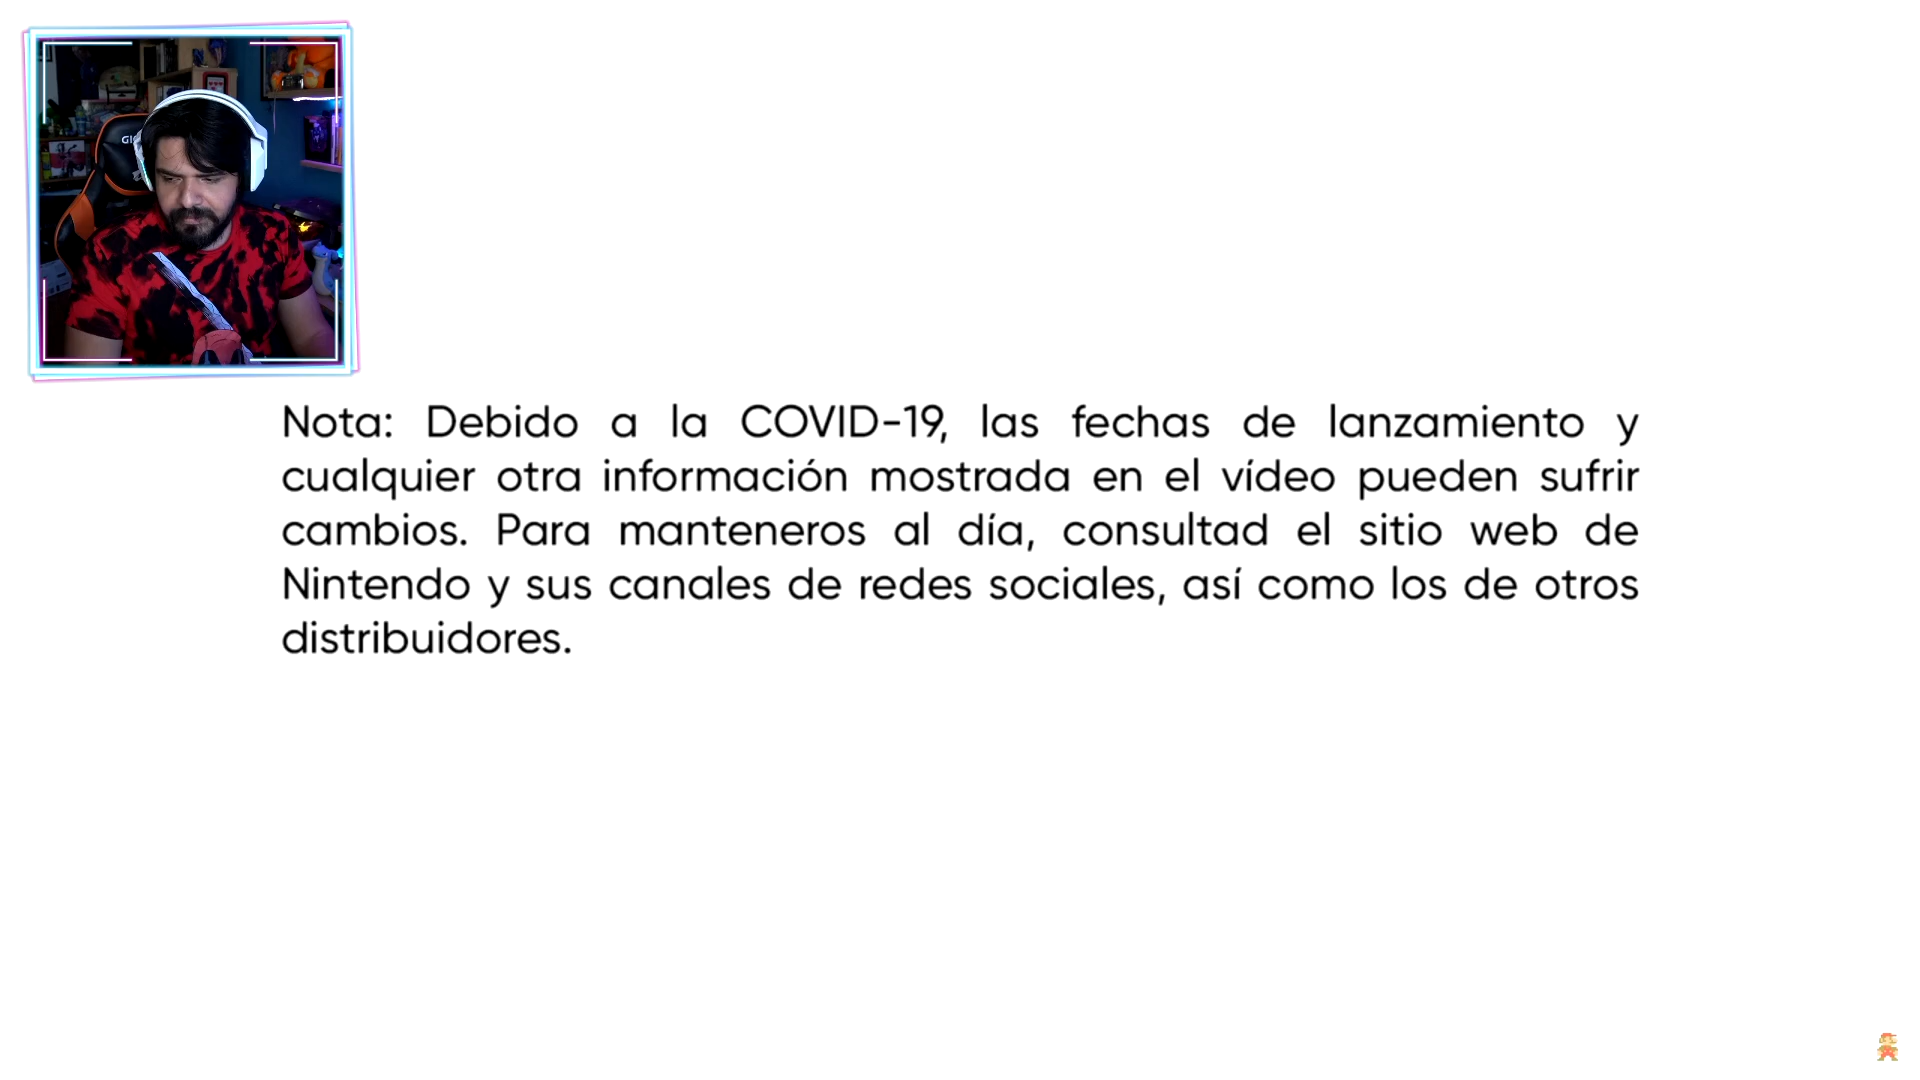 Nota: Debido a la COVID-19, las fechas de lanzamiento y
cualquier otra información mostrada en el vídeo pueden sufrir
cambios. Para manteneros al día, consultad el sitio web de
Nintendo y sus canales de redes sociales, así como los de otros
distribuidores.